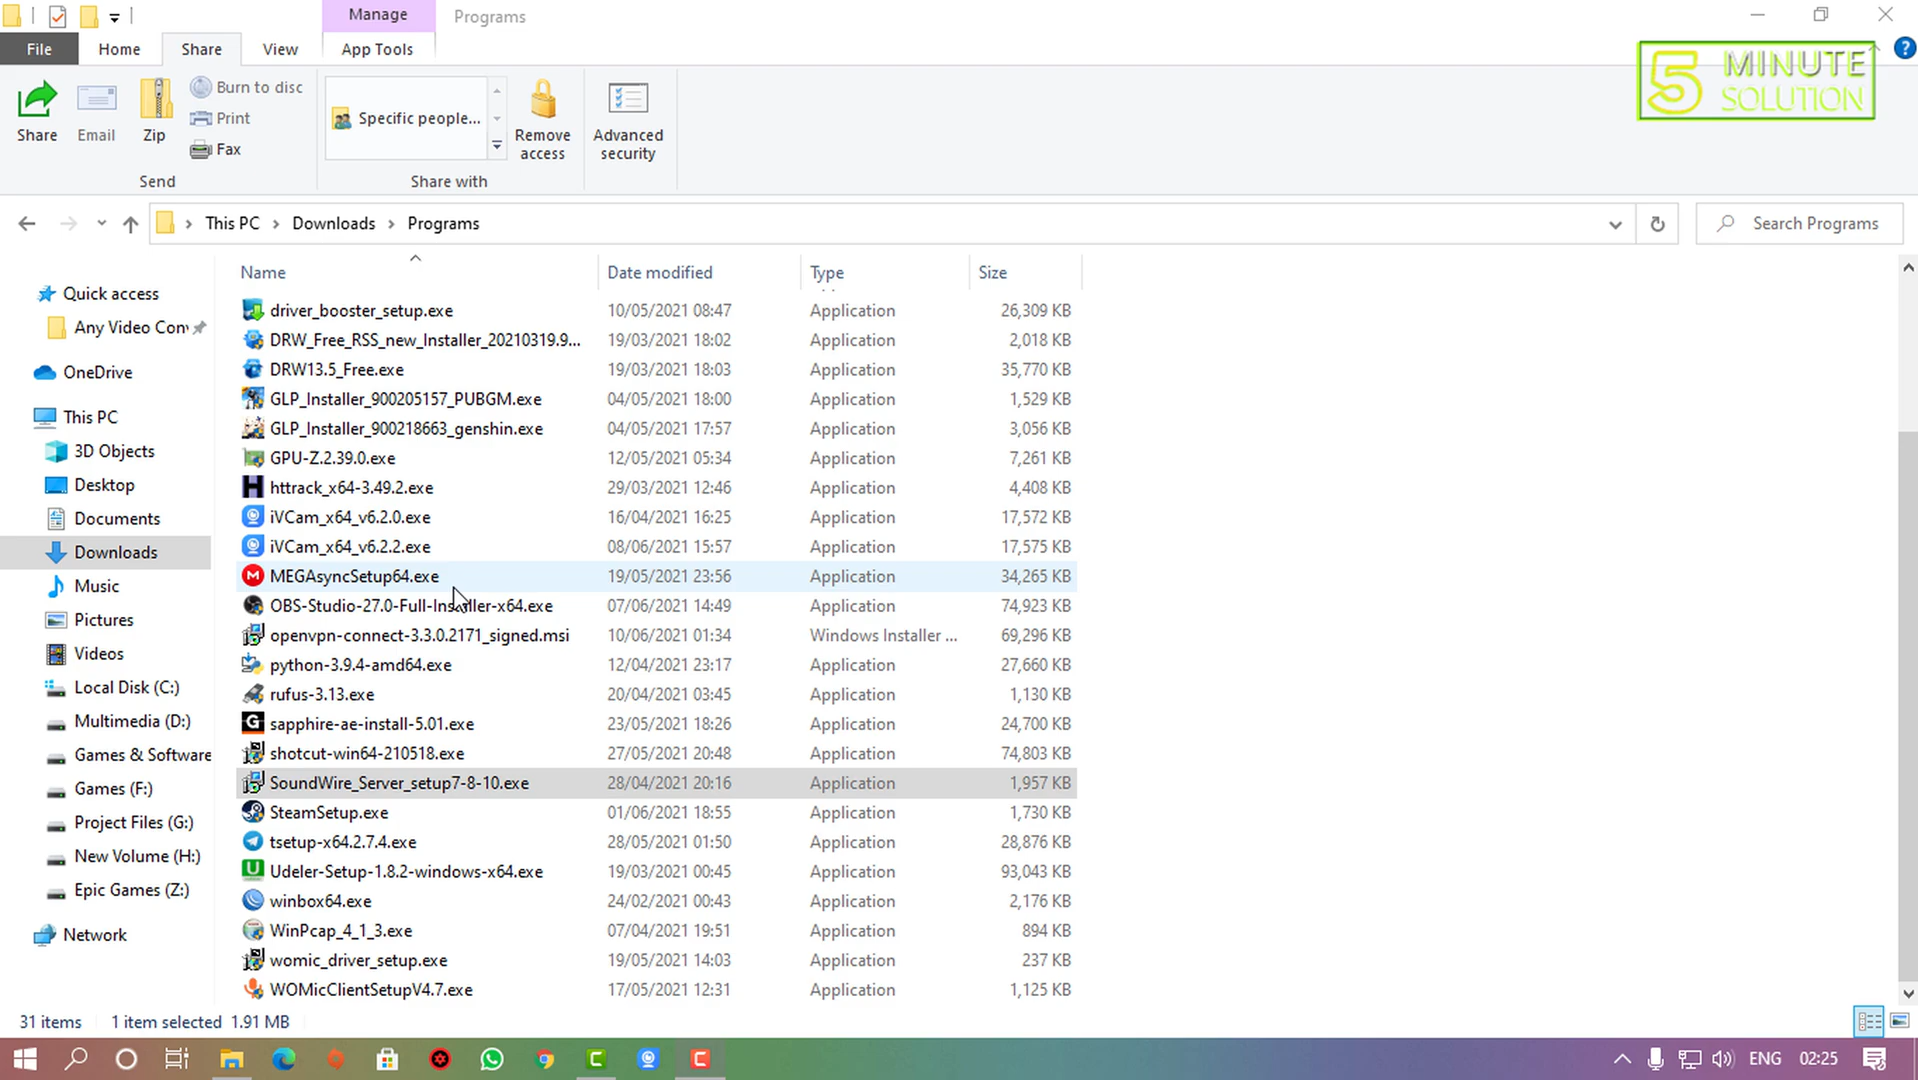 Manage
Programs
File
Home
Share
View
App Tools
5 MINUTE SOLUTION
Share
Email
Zip
Burn to disc
Print
Fax
Specific people...
Remove access
Advanced security
Send
Share with
This PC
Downloads
Programs
Search Programs
Name
Date modified
Type
Size
Quick access
Any Video Con
OneDrive
This PC
3D Objects
Desktop
Documents
Downloads
Music
Pictures
Videos
Local Disk (C:)
Multimedia (D:)
Games & Software
Games (F:)
Project Files (G:)
New Volume (H:)
Epic Games (Z:)
Network
driver_booster_setup.exe 10/05/2021 08:47 Application 26,309 KB
DRW_Free_RSS_new_Installer_20210319.9... 19/03/2021 18:02 Application 2,018 KB
DRW13.5_Free.exe 19/03/2021 18:03 Application 35,770 KB
GLP_Installer_900205157_PUBGM.exe 04/05/2021 18:00 Application 1,529 KB
GLP_Installer_900218663_genshin.exe 04/05/2021 17:57 Application 3,056 KB
GPU-Z.2.39.0.exe 12/05/2021 05:34 Application 7,261 KB
httrack_x64-3.49.2.exe 29/03/2021 12:46 Application 4,408 KB
iVCam_x64_v6.2.0.exe 16/04/2021 16:25 Application 17,572 KB
iVCam_x64_v6.2.2.exe 08/06/2021 15:57 Application 17,575 KB
MEGAsyncSetup64.exe 19/05/2021 23:56 Application 34,265 KB
OBS-Studio-27.0-Full-Installer-x64.exe 07/06/2021 14:49 Application 74,923 KB
openvpn-connect-3.3.0.2171_signed.msi 10/06/2021 01:34 Windows Installer ... 69,296 KB
python-3.9.4-amd64.exe 12/04/2021 23:17 Application 27,660 KB
rufus-3.13.exe 20/04/2021 03:45 Application 1,130 KB
sapphire-ae-install-5.01.exe 23/05/2021 18:26 Application 24,700 KB
shotcut-win64-210518.exe 27/05/2021 20:48 Application 74,803 KB
SoundWire_Server_setup7-8-10.exe 28/04/2021 20:16 Application 1,957 KB
SteamSetup.exe 01/06/2021 18:55 Application 1,730 KB
tsetup-x64.2.7.4.exe 28/05/2021 01:50 Application 28,876 KB
Udeler-Setup-1.8.2-windows-x64.exe 19/03/2021 00:45 Application 93,043 KB
winbox64.exe 24/02/2021 00:43 Application 2,176 KB
WinPcap_4_1_3.exe 07/04/2021 19:51 Application 894 KB
womic_driver_setup.exe 19/05/2021 14:03 Application 237 KB
WOMicClientSetupV4.7.exe 17/05/2021 12:31 Application 1,125 KB
31 items 1 item selected 1.91 MB
ENG 02:25